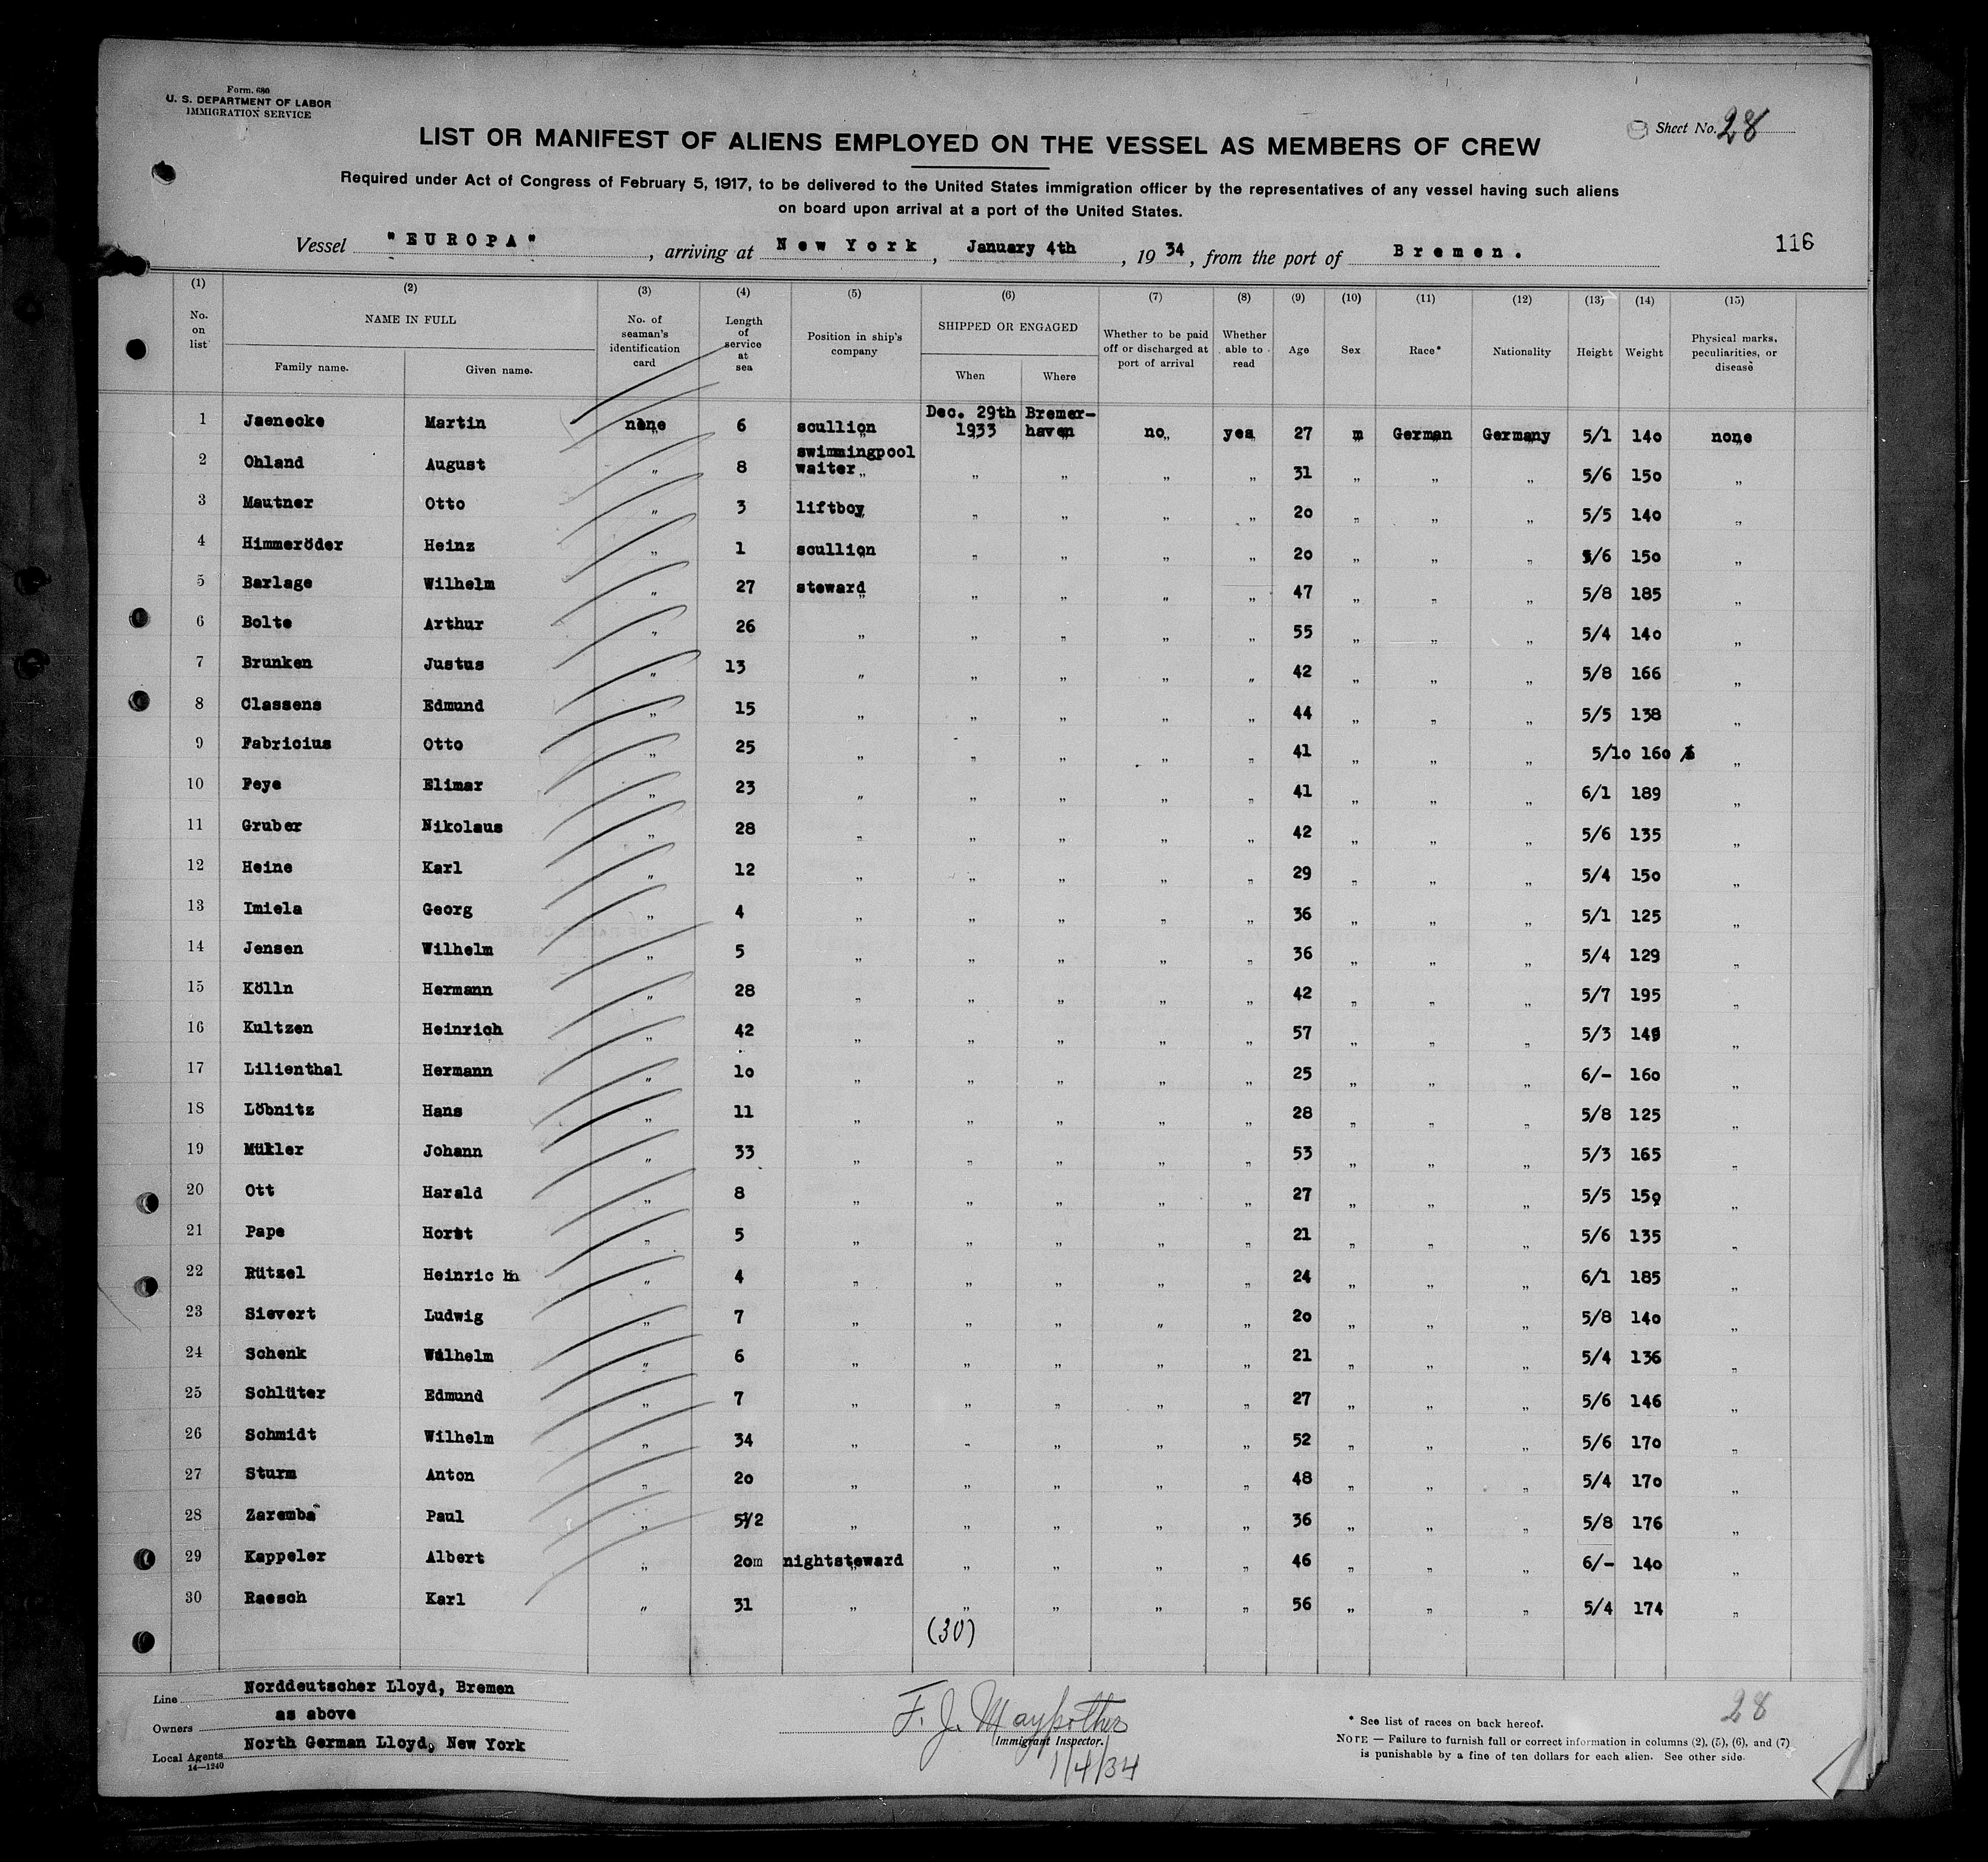 Form. 680
U. S. DEPARTMENT OF LABOR
IMMIGRATION SERVICE
Sheet No. 28
LIST OR MANIFEST OF ALIENS EMPLOYED ON THE VESSEL AS MEMBERS OF CREW
Required under Act of Congress of February 5, 1917, to be delivered to the United States immigration officer by the representatives of any vessel having such aliens
on board upon arrival at a port of the United States.
Vessel "EUROPA", arriving at New York, January 4th, 1934, from the port of Bremen.
116
(1) (2) (3) (4) (5) (6) (7) (8) (9) (10) (11) (12) (13) (14) (15)
No. on list NAME IN FULL Family name. Given name. No. of seaman's identification card Length of service at sea Position in ship's company SHIPPED OR ENGAGED When Where Whether to be paid off or discharged at port of arrival Whether able to read Age Sex Race* Nationality Height Weight Physical marks, peculiarities, or disease
1 Jaenecke Martin none 6 scullion Dec. 29th 1933 Bremer-haven no yes 27 m German Germany 5/1 140 none
2 Ohland August " 8 swimmingpool waiter " " " " 31 " " " 5/6 150 "
3 Mautner Otto " 3 liftboy " " " " 20 " " " 5/5 140 "
4 Himmeröder Heinz " 1 scullion " " " " 20 " " " 5/6 150 "
5 Barlage Wilhelm " 27 steward " " " " 47 " " " 5/8 185 "
6 Bolte Arthur " 26 " " " " " 55 " " " 5/4 140 "
7 Brunken Justus " 13 " " " " " 42 " " " 5/8 166 "
8 Classens Edmund " 15 " " " " " 44 " " " 5/5 138 "
9 Fabricius Otto " 25 " " " " " 41 " " " 5/10 160 "
10 Feye Elimar " 23 " " " " " 41 " " " 6/1 189 "
11 Gruber Nikolaus " 28 " " " " " 42 " " " 5/6 135 "
12 Heine Karl " 12 " " " " " 29 " " " 5/4 150 "
13 Imiela Georg " 4 " " " " " 36 " " " 5/1 125 "
14 Jensen Wilhelm " 5 " " " " " 36 " " " 5/4 129 "
15 Kölln Hermann " 28 " " " " " 42 " " " 5/7 195 "
16 Kultzen Heinrich " 42 " " " " " 57 " " " 5/3 "
17 Lilienthal Hermann " 10 " " " " " 25 " " " 6/- 160 "
18 Löbnitz Hans " 11 " " " " " 28 " " " 5/8 125 "
19 Müller Johann " 33 " " " " " 53 " " " 5/3 165 "
20 Ott Harald " 8 " " " " " 27 " " " 5/5 "
21 Pape Horst " 5 " " " " " 21 " " " 5/6 135 "
22 Rützel Heinrich " 4 " " " " " 24 " " " 6/1 185 "
23 Sievert Ludwig " 7 " " " " " 20 " " " 5/8 140 "
24 Schenk Wilhelm " 6 " " " " " 21 " " " 5/4 136 "
25 Schlüter Edmund " 7 " " " " " 27 " " " 5/6 146 "
26 Schmidt Wilhelm " 34 " " " " " 52 " " " 5/6 170 "
27 Sturm Anton " 20 " " " " " 48 " " " 5/4 170 "
28 Zaremba Paul " 5 1/2 " " " " " 36 " " " 5/8 176 "
29 Kappeler Albert " 20m nightsteward " " " " 46 " " " 6/- 140 "
30 Raesch Karl " 31 " " " " " 56 " " " 5/4 174 "
(30)
Line Norddeutscher Lloyd, Bremen
Owners as above
Local Agents North German Lloyd, New York
14—1240
F. J.
Immigrant Inspector.
1/4/34
28
* See list of races on back hereof.
NOTE — Failure to furnish full or correct information in columns (2), (5), (6), and (7)
is punishable by a fine of ten dollars for each alien. See other side.